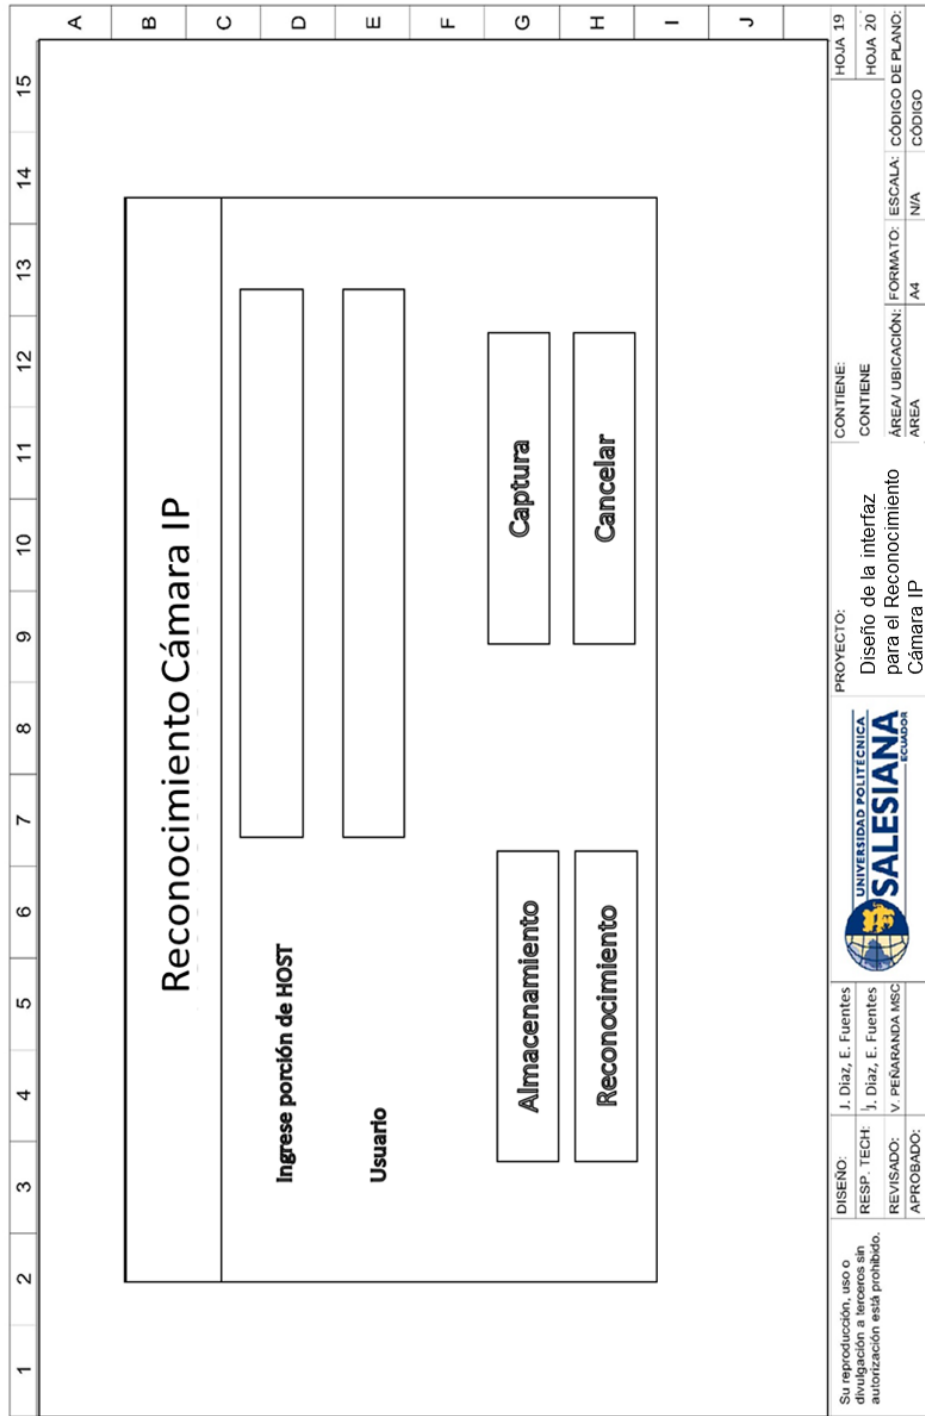 1 2 3 4 5 6 7 8 9 10 11 12 13 14 15
A
B
C
D
E
F
G
H
I
J
Reconocimiento Cámara IP
Ingrese porción de HOST
Usuario
Almacenamiento
Captura
Reconocimiento
Cancelar
Su reproducción, uso o
divulgación a terceros sin
autorización está prohibido.
DISEÑO: J. Diaz, E. Fuentes
RESP. TECH: J. Diaz, E. Fuentes
REVISADO: V. PEÑARANDA MSC
APROBADO:
UNIVERSIDAD POLITÉCNICA
SALESIANA
ECUADOR
PROYECTO:
Diseño de la interfaz
para el Reconocimiento
Cámara IP
CONTIENE:
CONTIENE
HOJA 19
HOJA 20
ÁREA/ UBICACIÓN: FORMATO: ESCALA: CÓDIGO DE PLANO:
AREA A4 N/A CÓDIGO